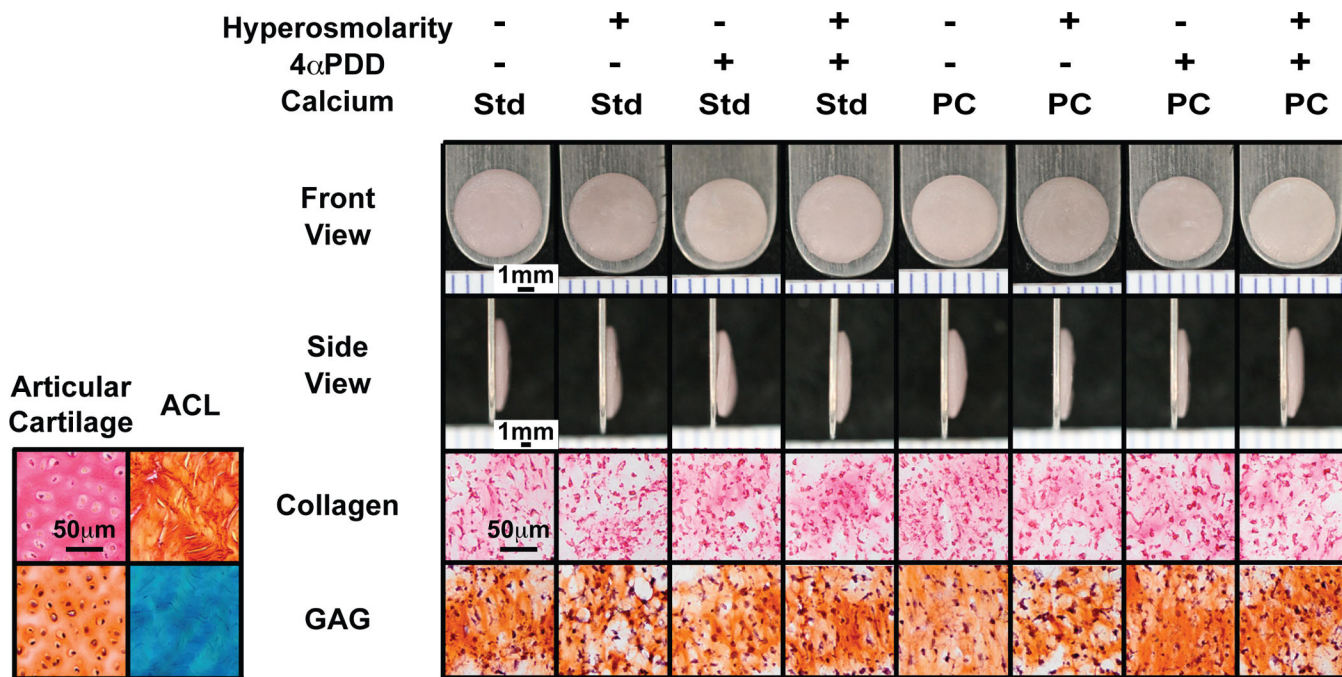 Hyperosmolarity - + - + - + - +
4αPDD - - + + - - + +
Calcium Std Std Std Std PC PC PC PC
Front
View
1mm
Side
View
1mm
Articular
Cartilage
ACL
Collagen
50μm
50μm
GAG